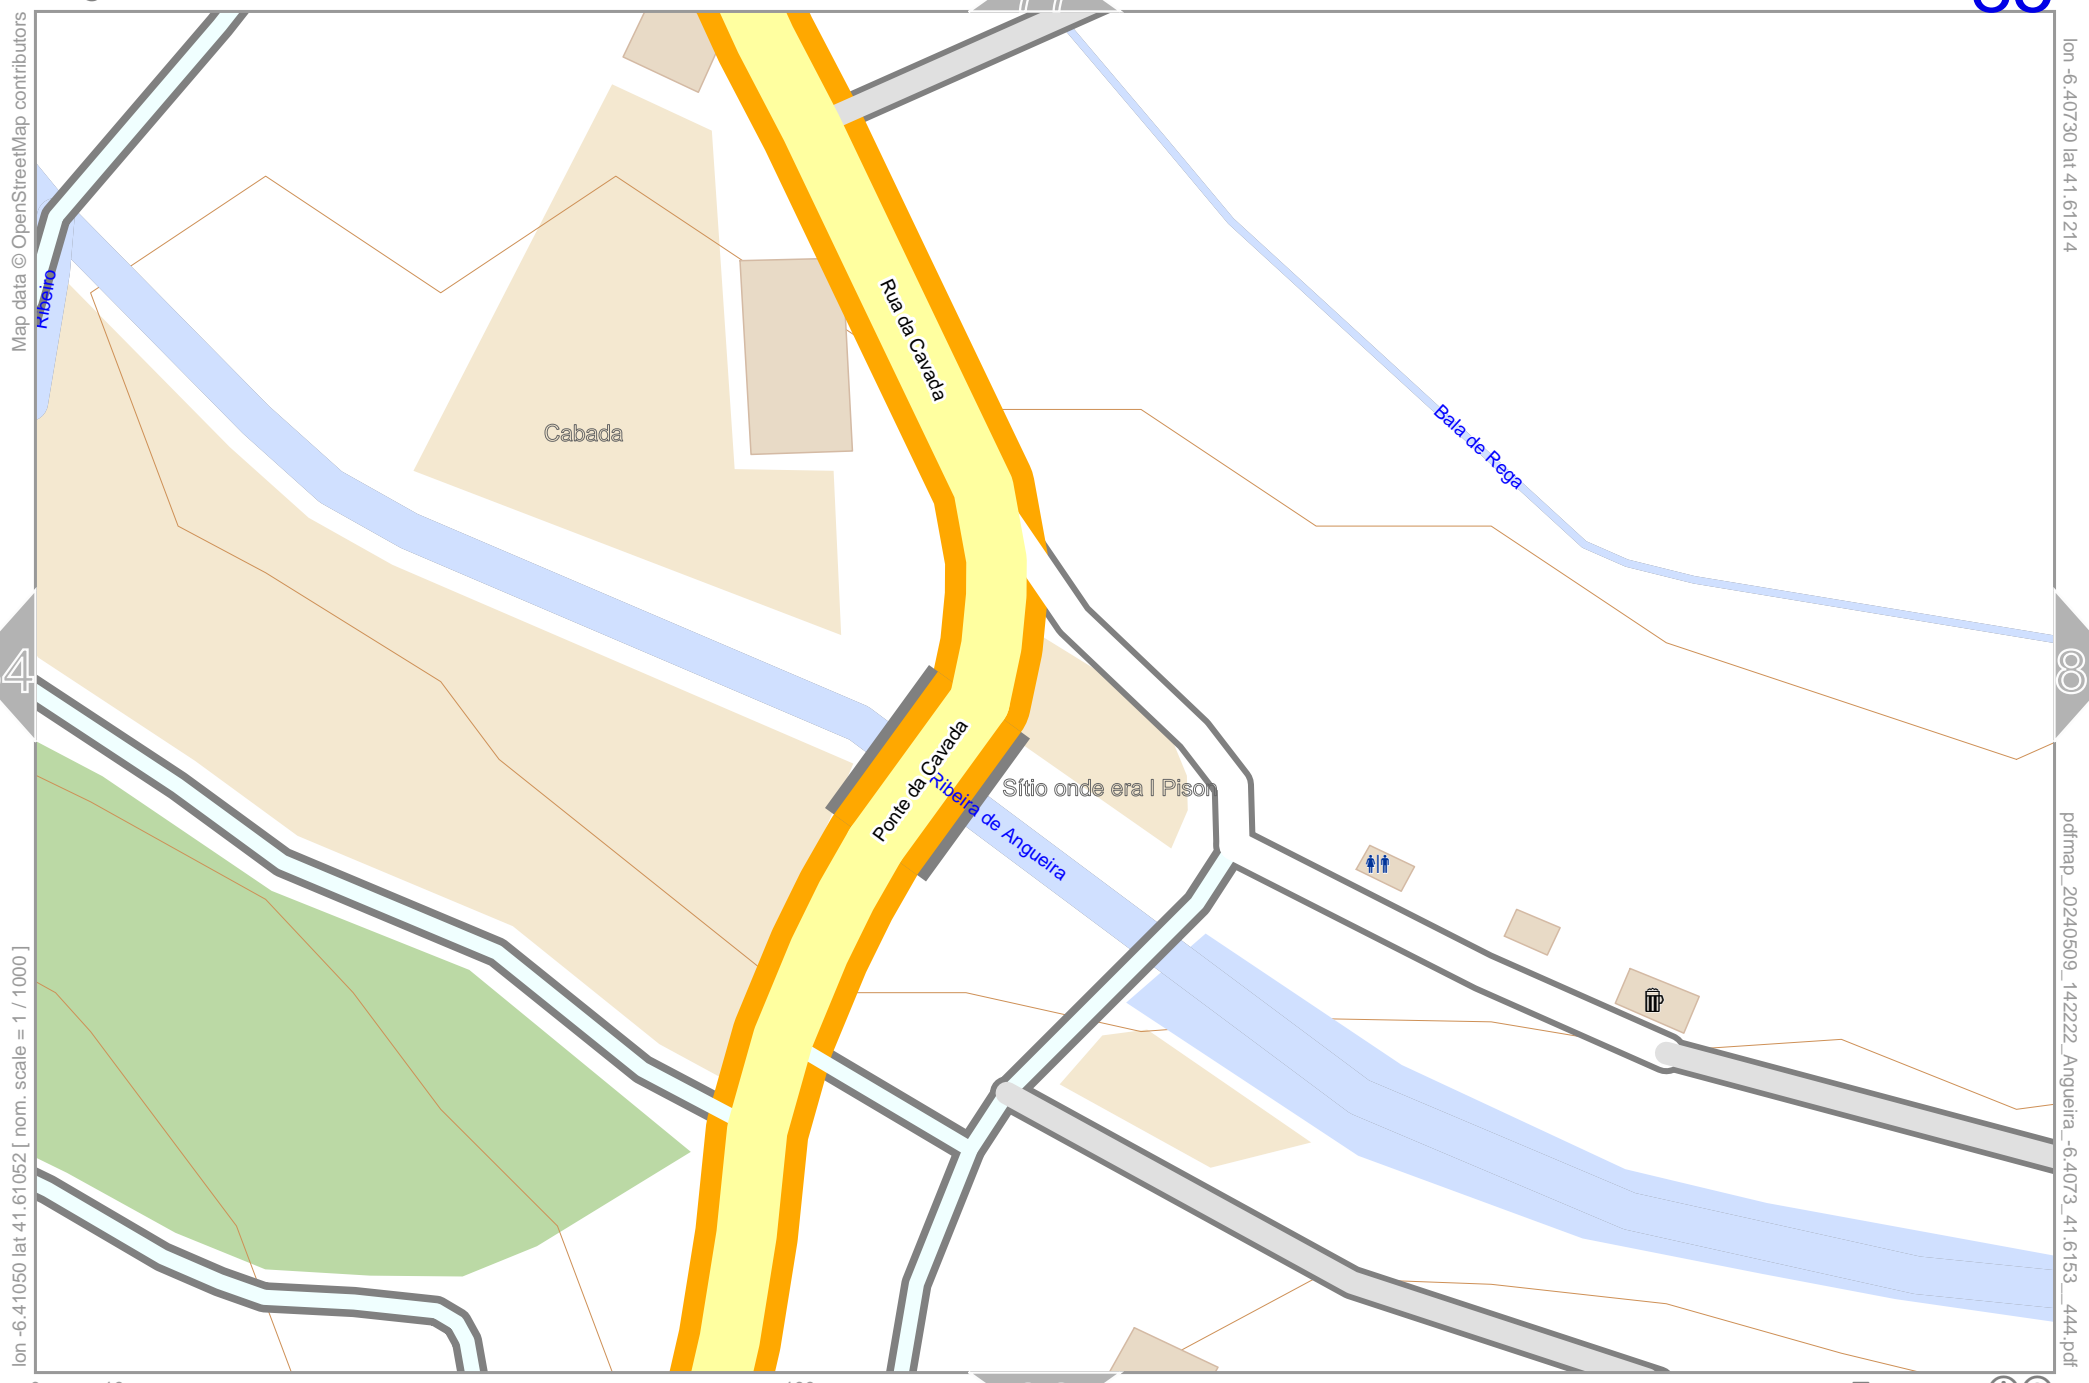 Map data © OpenStreetMap contributors
lon -6.40730 lat 41.61214
Ribeiro
Rua da Cavada
Cabada
Bala de Rega
4
8
Ponte da Cavada
Sítio onde era l Pison
Ribeira de Angueira
lon -6.41050 lat 41.61052 [ nom. scale = 1 / 1000 ]
pdfmap_20240509_142222_Angueira_-6.4073_41.6153__444.pdf